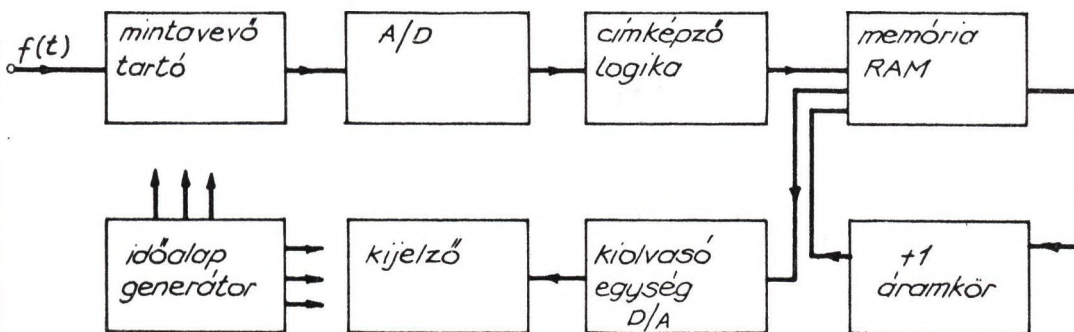 f(t)
mintavevő
tartó
A/D
címképző
logika
memória
RAM
időalap
generátor
kijelző
kiolvasó
egység
D/A
+1
áramkör